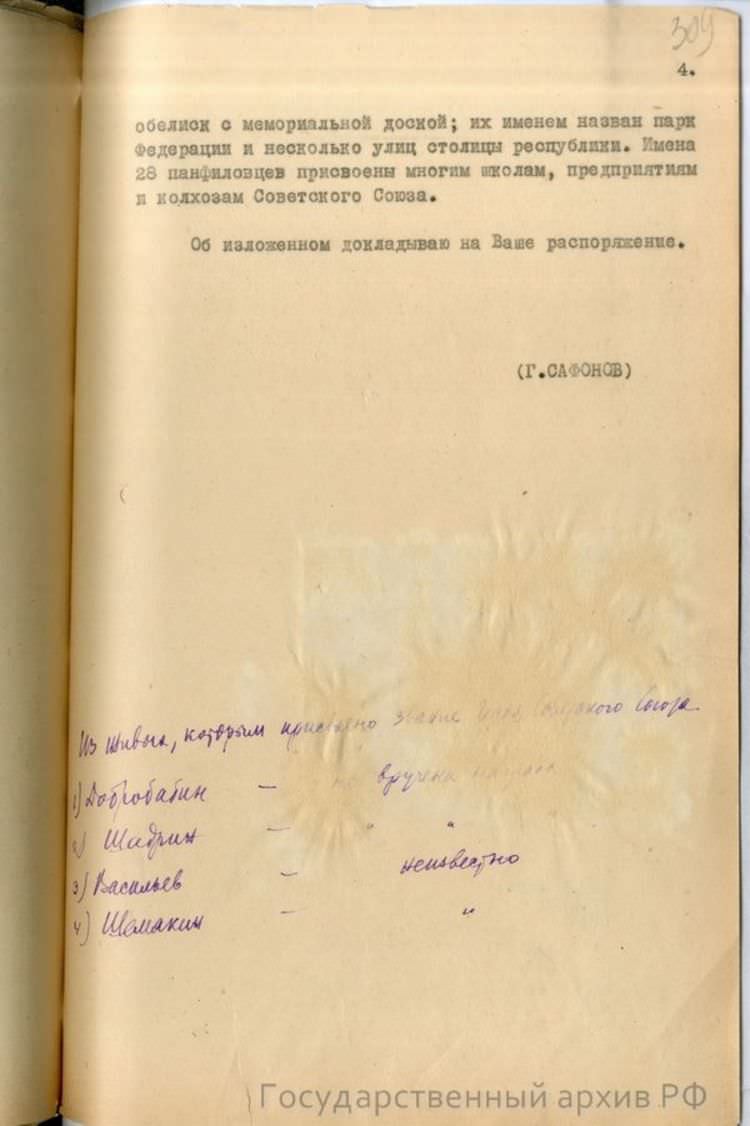 309
4.
обелиск с мемориальной доской; их именем назван парк
Федерации и несколько улиц столицы республики. Имена
28 панфиловцев присвоены многим школам, предприятиям
и колхозам Советского Союза.
Об изложенном докладываю на Ваше распоряжение.
(Г.САФОНОВ)
Из живых, которым присвоено звание Героя Советского Союза.
1) Добробабин — не вручена
2) Шадрин — " "
3) Васильев — неизвестно
4) Шемякин — "
Государственный архив РФ